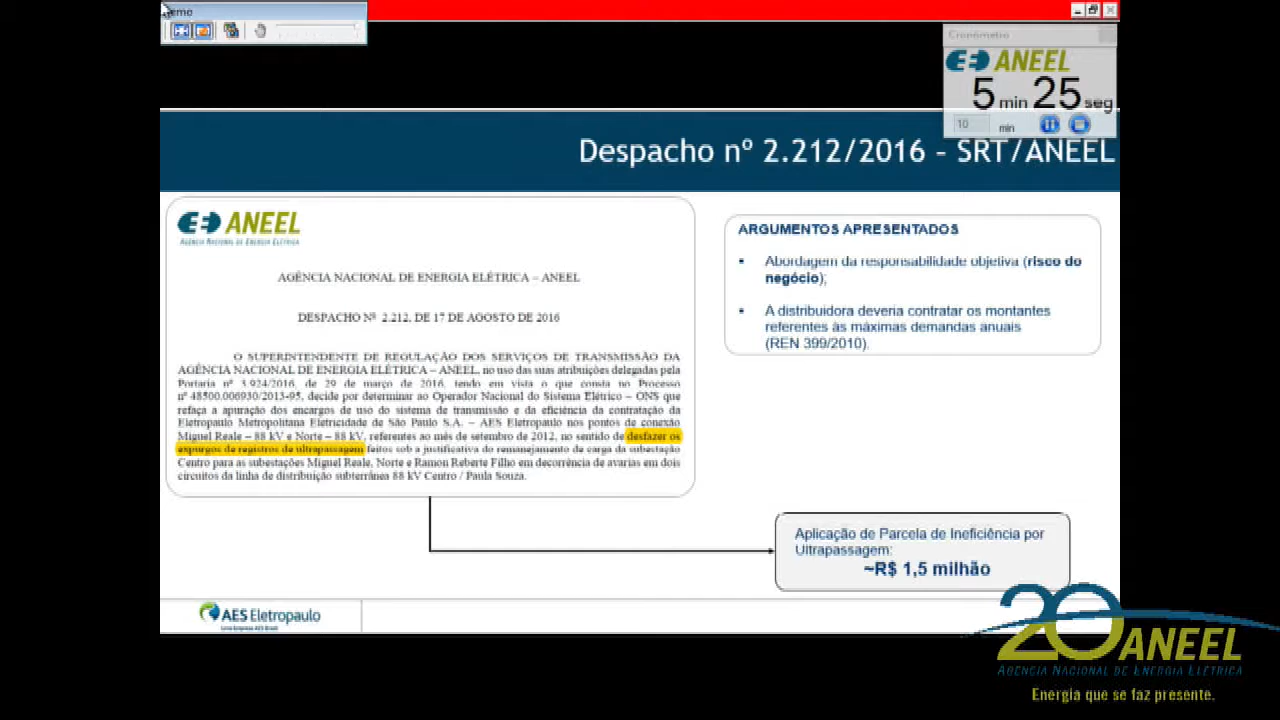 emo
Cronômetro
ANEEL
5 min 25 seg
10 min
Despacho nº 2.212/2016 – SRT/ANEEL
ANEEL
AGÊNCIA NACIONAL DE ENERGIA ELÉTRICA
AGÊNCIA NACIONAL DE ENERGIA ELÉTRICA – ANEEL
DESPACHO Nº 2.212, DE 17 DE AGOSTO DE 2016
O SUPERINTENDENTE DE REGULAÇÃO DOS SERVIÇOS DE TRANSMISSÃO DA
AGÊNCIA NACIONAL DE ENERGIA ELÉTRICA – ANEEL, no uso das suas atribuições delegadas pela
Portaria nº 3.924/2016, de 29 de março de 2016, tendo em vista o que consta no Processo
nº 48500.006930/2013-95, decide por determinar ao Operador Nacional do Sistema Elétrico – ONS que
refaça a apuração dos encargos de uso do sistema de transmissão e da eficiência da contratação da
Eletropaulo Metropolitana Eletricidade de São Paulo S.A. – AES Eletropaulo nos pontos de conexão
Miguel Reale – 88 kV e Norte – 88 kV, referentes ao mês de setembro de 2012, no sentido de desfazer os
expurgos de registros de ultrapassagem feitos sob a justificativa do remanejamento de carga da subestação
Centro para as subestações Miguel Reale, Norte e Ramon Reberte Filho em decorrência de avarias em dois
circuitos da linha de distribuição subterrânea 88 kV Centro / Paula Souza.
ARGUMENTOS APRESENTADOS
• Abordagem da responsabilidade objetiva (risco do
negócio);
• A distribuidora deveria contratar os montantes
referentes às máximas demandas anuais
(REN 399/2010).
Aplicação de Parcela de Ineficiência por
Ultrapassagem:
~R$ 1,5 milhão
AES Eletropaulo
Uma Empresa AES Brasil
20 ANEEL
AGÊNCIA NACIONAL DE ENERGIA ELÉTRICA
Energia que se faz presente.